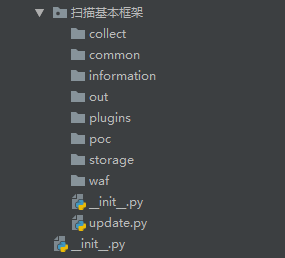 扫描基本框架
collect
common
information
out
plugins
poc
storage
waf
__init__.py
update.py
__init__.py